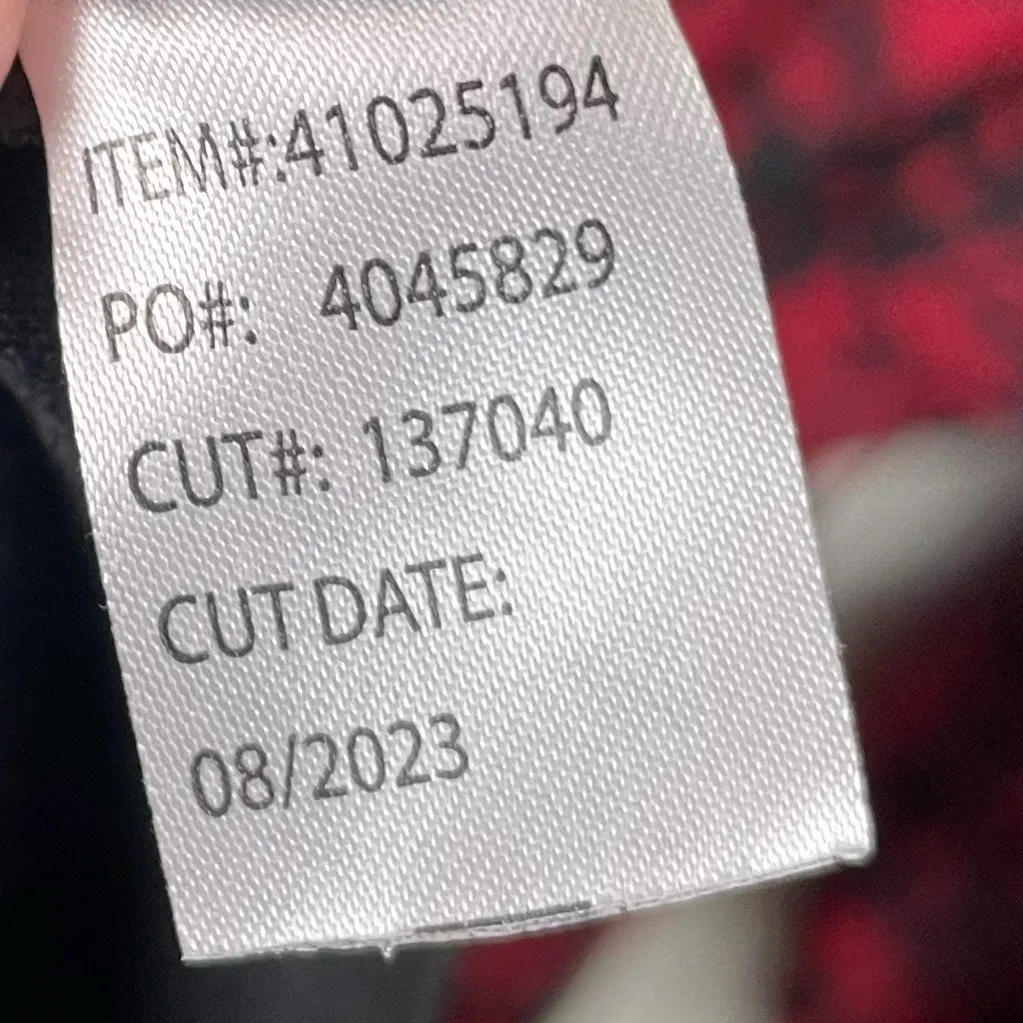 ITEM#:41025194
PO#: 4045829
CUT#: 137040
CUT DATE:
08/2023